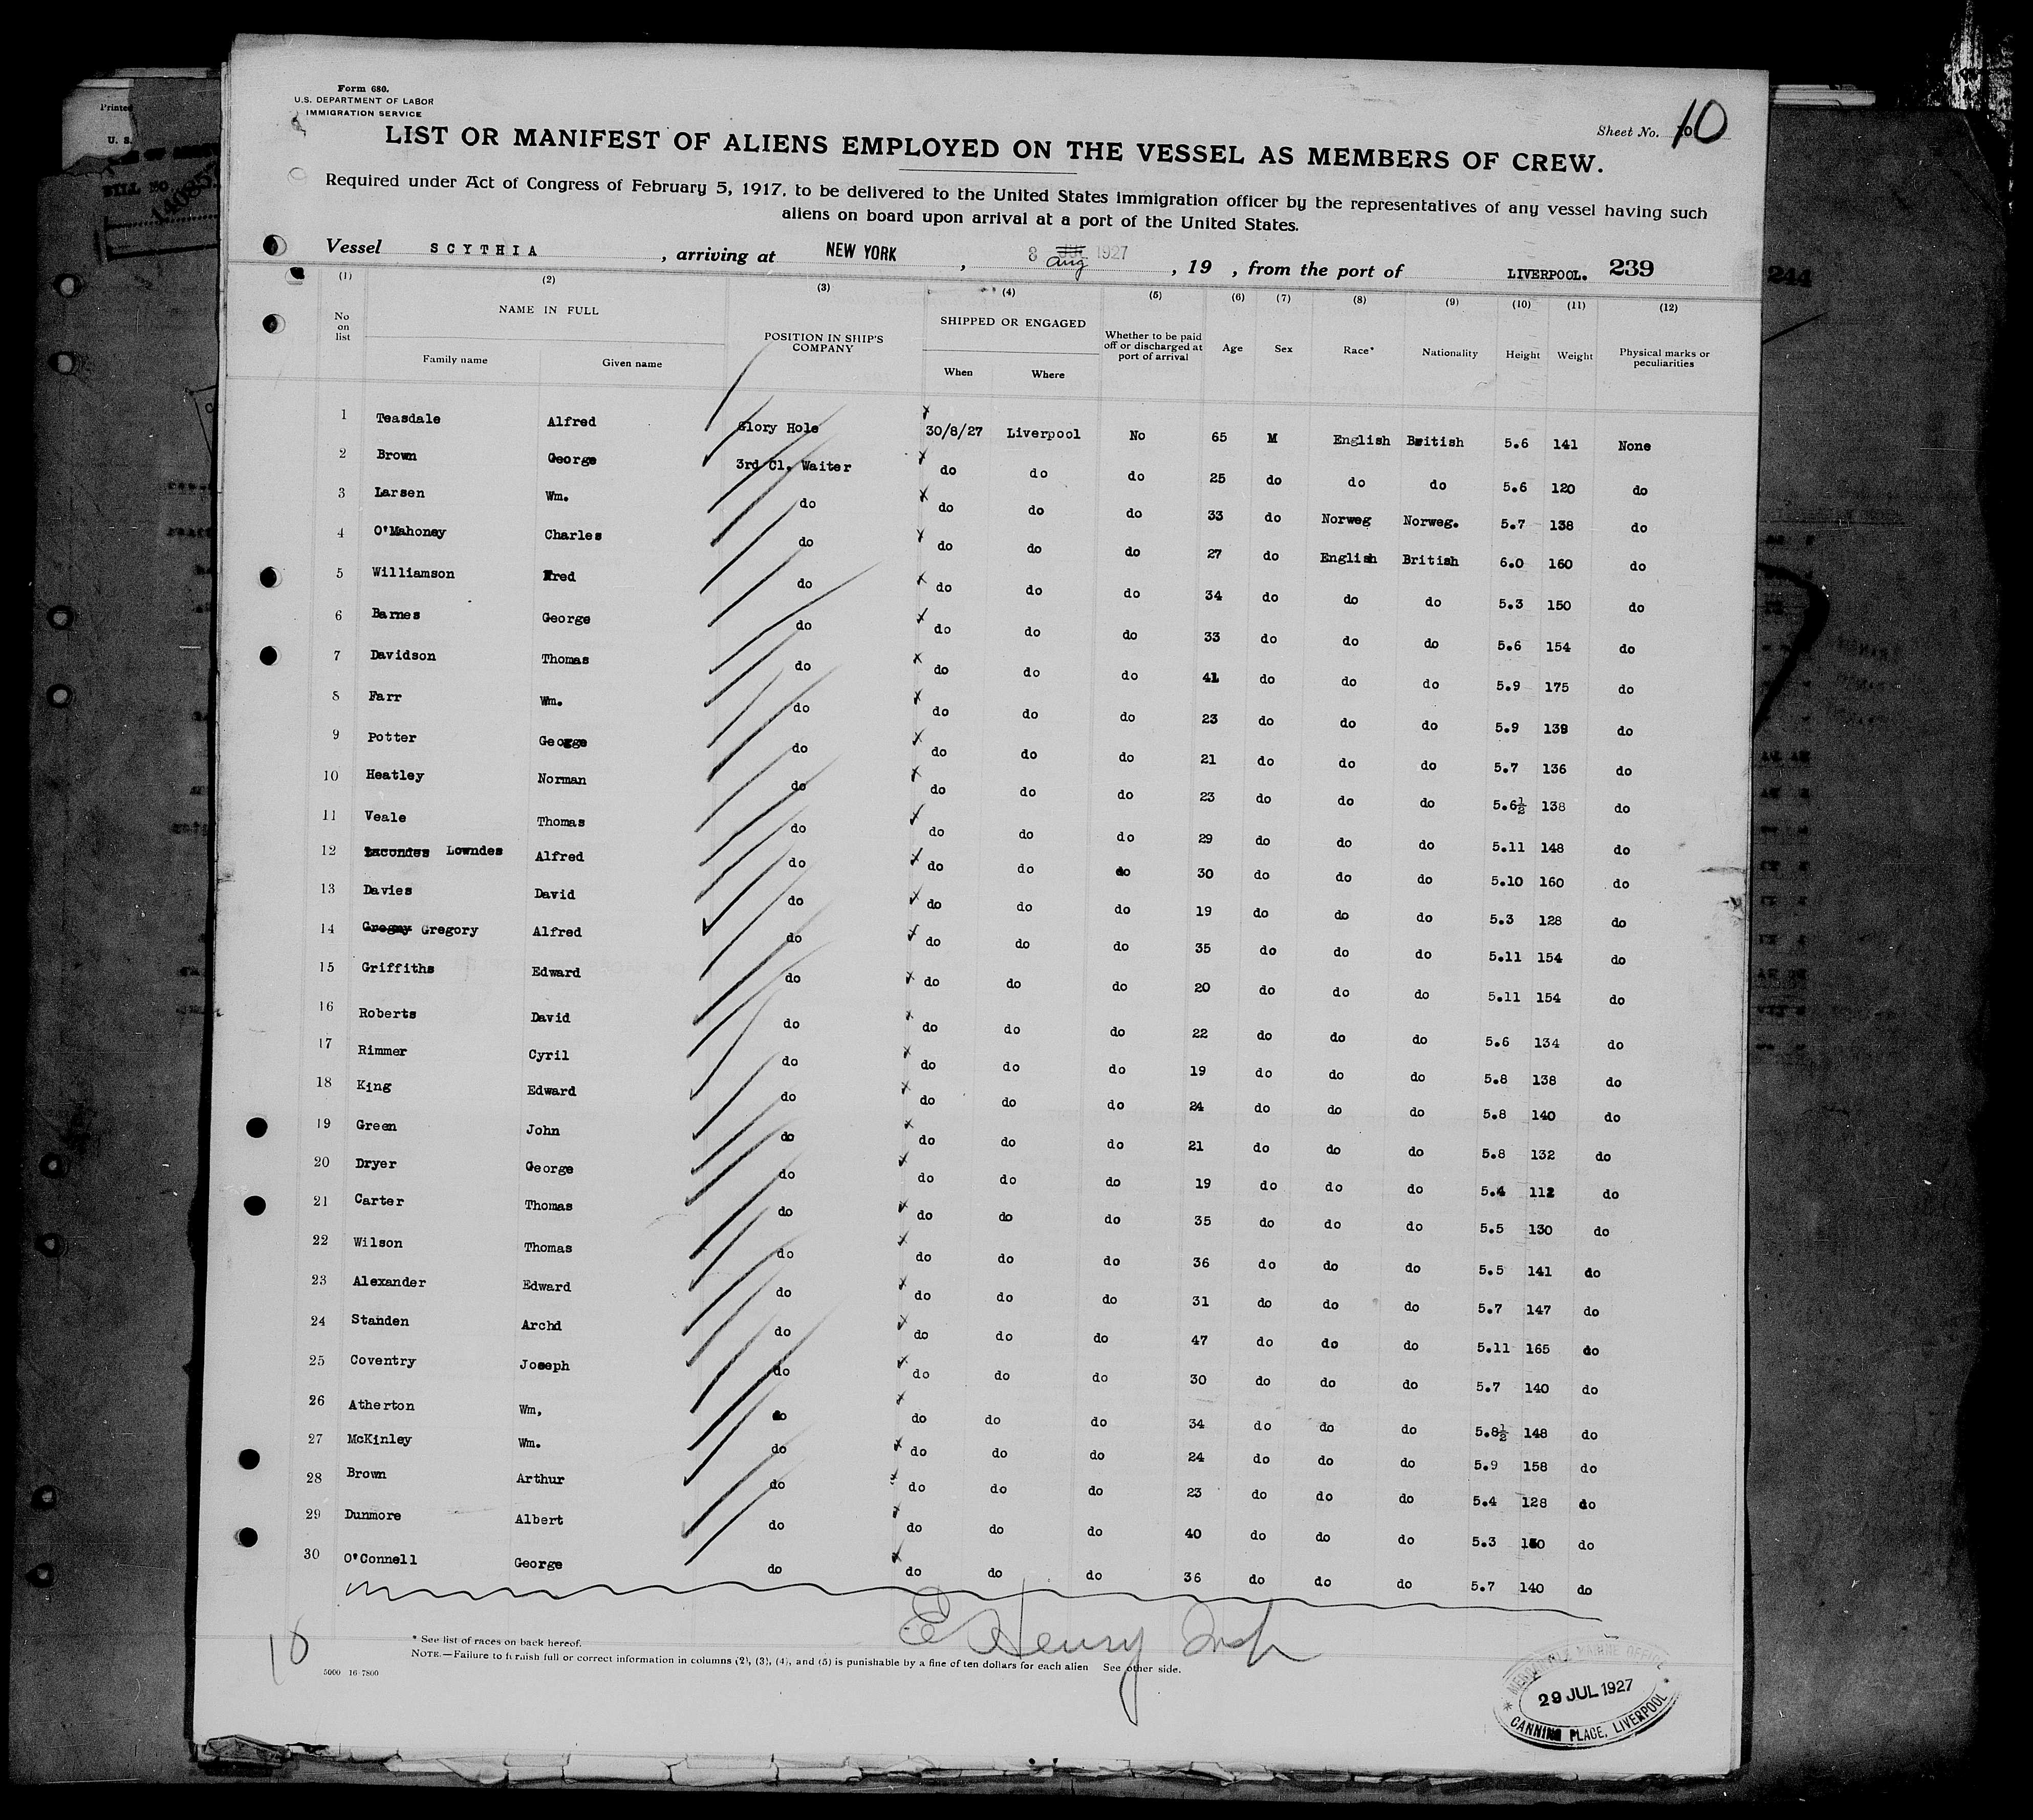 Form 680.
U.S. DEPARTMENT OF LABOR
IMMIGRATION SERVICE
Sheet No. 10
LIST OR MANIFEST OF ALIENS EMPLOYED ON THE VESSEL AS MEMBERS OF CREW.
Required under Act of Congress of February 5, 1917, to be delivered to the United States immigration officer by the representatives of any vessel having such
aliens on board upon arrival at a port of the United States.
Vessel SCYTHIA , arriving at NEW YORK , 8 Aug 1927 , 19 , from the port of LIVERPOOL. 239
244
(1) (2) (3) (4) (5) (6) (7) (8) (9) (10) (11) (12)
No on list NAME IN FULL Family name Given name POSITION IN SHIP'S COMPANY SHIPPED OR ENGAGED When Where Whether to be paid off or discharged at port of arrival Age Sex Race* Nationality Height Weight Physical marks or peculiarities
1 Teasdale Alfred Glory Hole 30/8/27 Liverpool No 65 M English British 5.6 141 None
2 Brown George 3rd Cl. Waiter do do do 25 do do do 5.6 120 do
3 Larsen Wm. do do do do 33 do Norweg Norweg. 5.7 138 do
4 O'Mahoney Charles do do do do 27 do English British 6.0 160 do
5 Williamson Fred do do do do 34 do do do 5.3 150 do
6 Barnes George do do do do 33 do do do 5.6 154 do
7 Davidson Thomas do do do do 41 do do do 5.9 175 do
8 Farr Wm. do do do do 23 do do do 5.9 139 do
9 Potter George do do do do 21 do do do 5.7 136 do
10 Heatley Norman do do do do 23 do do do 5.6½ 138 do
11 Veale Thomas do do do do 29 do do do 5.11 148 do
12 Lowndes Alfred do do do do 30 do do do 5.10 160 do
13 Davies David do do do do 19 do do do 5.3 128 do
14 Gregory Alfred do do do do 35 do do do 5.11 154 do
15 Griffiths Edward do do do do 20 do do do 5.11 154 do
16 Roberts David do do do do 22 do do do 5.6 134 do
17 Rimmer Cyril do do do do 19 do do do 5.8 138 do
18 King Edward do do do do 24 do do do 5.8 140 do
19 Green John do do do do 21 do do do 5.8 132 do
20 Dryer George do do do do 19 do do do 5.4 112 do
21 Carter Thomas do do do do 35 do do do 5.5 130 do
22 Wilson Thomas do do do do 36 do do do 5.5 141 do
23 Alexander Edward do do do do 31 do do do 5.7 147 do
24 Standen Archd do do do do 47 do do do 5.11 165 do
25 Coventry Joseph do do do do 30 do do do 5.7 140 do
26 Atherton Wm, do do do do 34 do do do 5.8½ 148 do
27 McKinley Wm. do do do do 24 do do do 5.9 158 do
28 Brown Arthur do do do do 23 do do do 5.4 128 do
29 Dunmore Albert do do do do 40 do do do 5.3 do
30 O'Connell George do do do do 36 do do do 5.7 140 do
E Henry Insp
10
* See list of races on back hereof.
NOTE.—Failure to furnish full or correct information in columns (2), (3), (4), and (5) is punishable by a fine of ten dollars for each alien See other side.
5000 16-7800
MERCANTILE MARINE OFFICE
29 JUL 1927
CANNING PLACE, LIVERPOOL